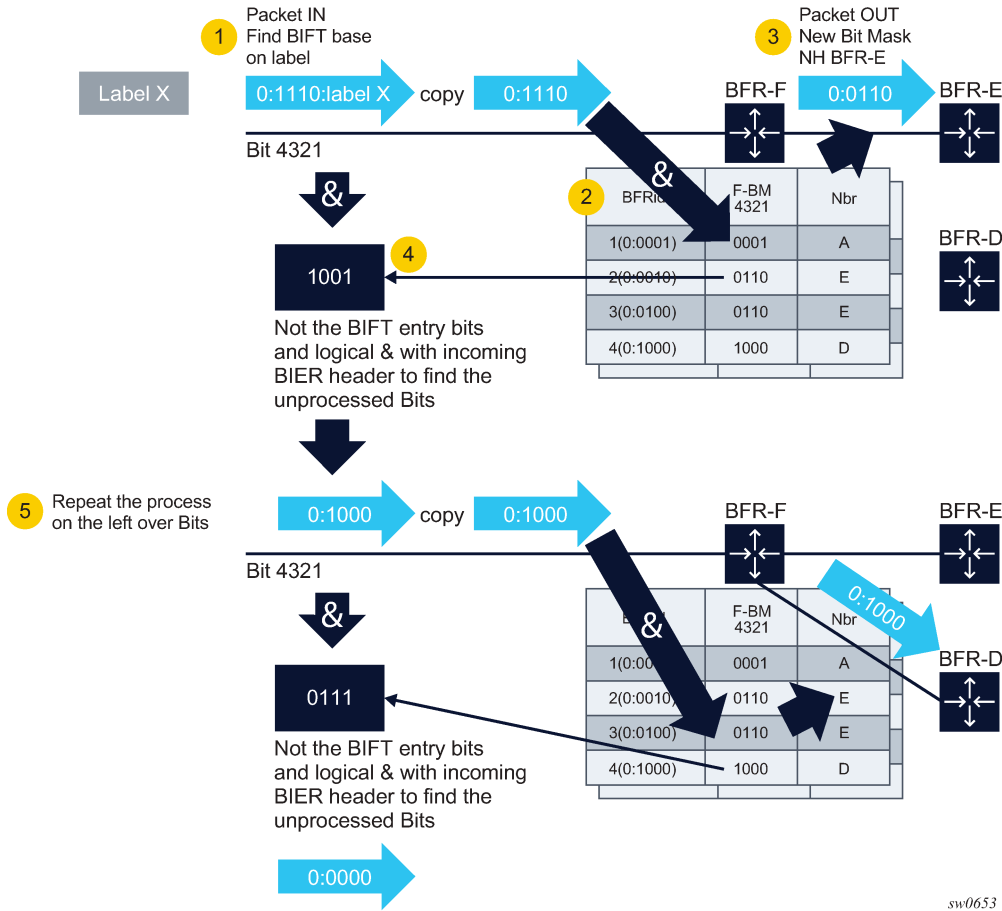 1
Packet IN
Find BIFT base
on label
3
Packet OUT
New Bit Mask
NH BFR-E
Label X
0:1110:label X
copy
0:1110
BFR-F
0:0110
BFR-E
Bit 4321
&
&
2
F-BM
4321
Nbr
1(0:0001)
0001
A
2(0:0010)
0110
E
3(0:0100)
0110
E
4(0:1000)
1000
D
BFR-D
1001
4
Not the BIFT entry bits
and logical & with incoming
BIER header to find the
unprocessed Bits
5
Repeat the process
on the left over Bits
0:1000
copy
0:1000
BFR-F
BFR-E
Bit 4321
&
&
F-BM
4321
Nbr
0:1000
BFR-D
0001
A
2(0:0010)
0110
E
3(0:0100)
0110
E
4(0:1000)
1000
D
0111
Not the BIFT entry bits
and logical & with incoming
BIER header to find the
unprocessed Bits
0:0000
sw0653